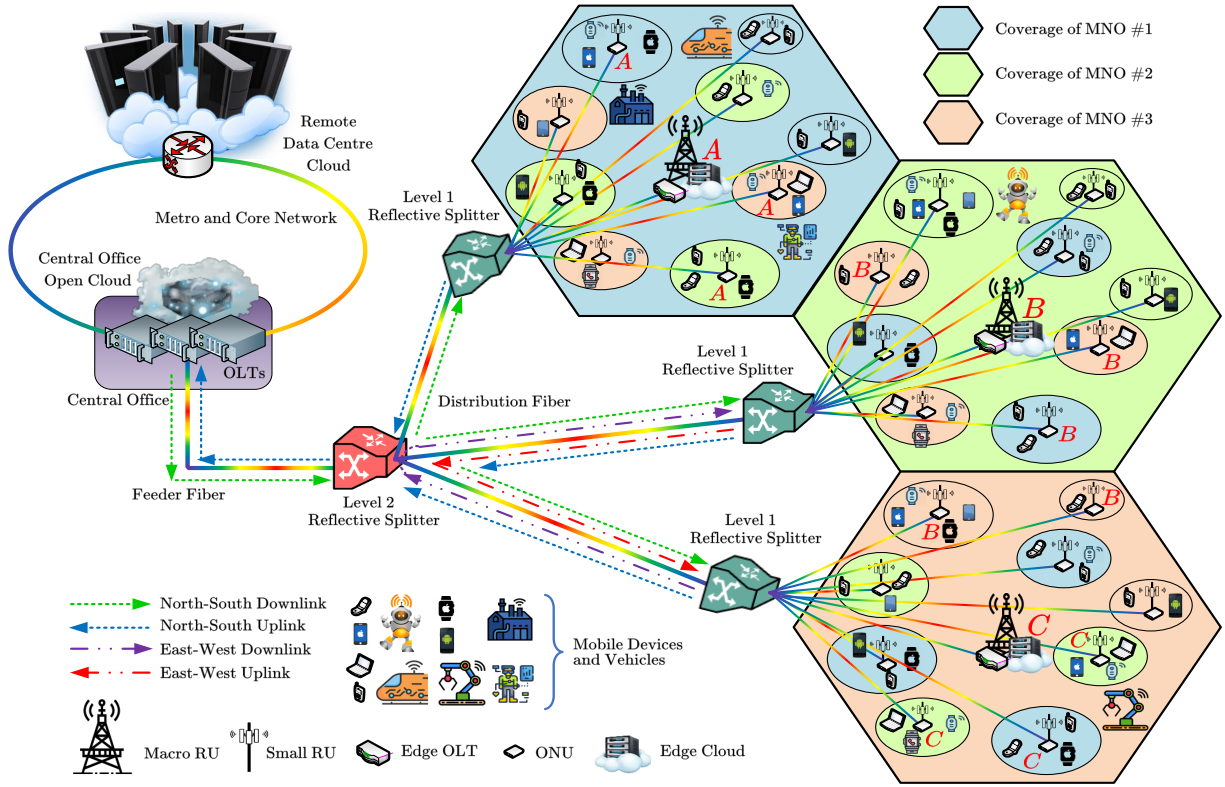 Coverage of MNO #1
Coverage of MNO #2
Coverage of MNO #3
Remote
Data Centre
Cloud
Metro and Core Network
Central Office
Open Cloud
OLTs
Central Office
Feeder Fiber
Level 1
Reflective Splitter
Distribution Fiber
Level 1
Reflective Splitter
Level 2
Reflective Splitter
Level 1
Reflective Splitter
A
A
A
A
B
B
B
B
B
B
C
C
C
C
North-South Downlink
North-South Uplink
East-West Downlink
East-West Uplink
Mobile Devices
and Vehicles
Macro RU
Small RU
Edge OLT
ONU
Edge Cloud